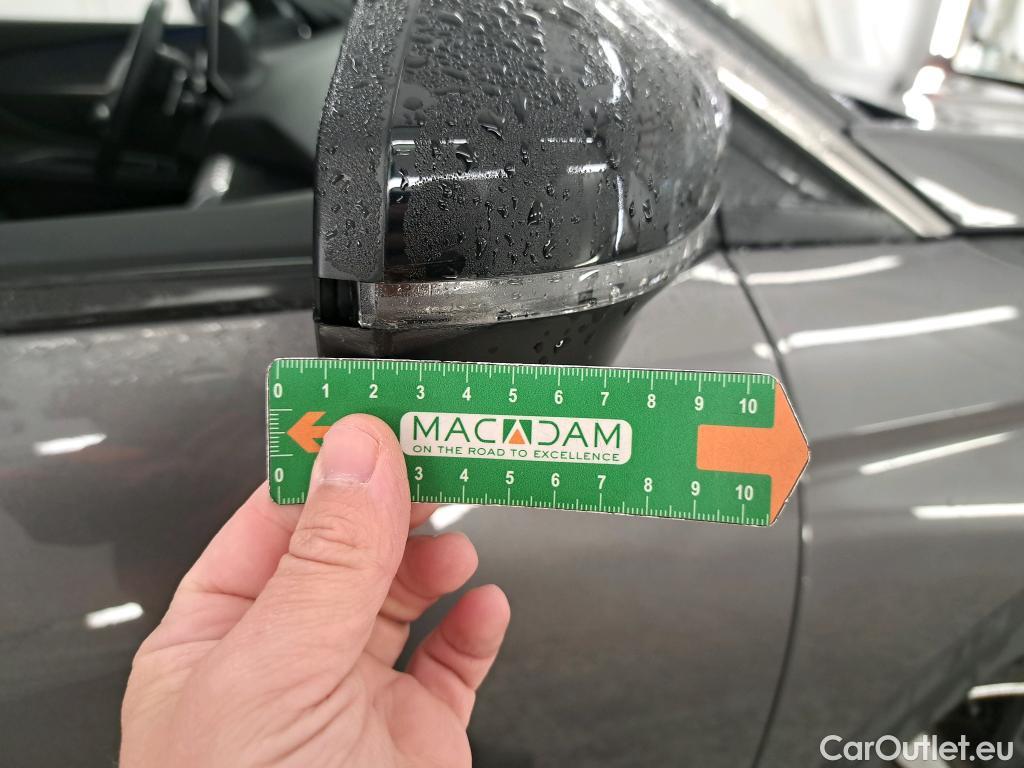 0 1 2 3 4 5 6 7 8 9 10
MACADAM
ON THE ROAD TO EXCELLENCE
0 3 4 5 6 7 8 9 10
CarOutlet.eu